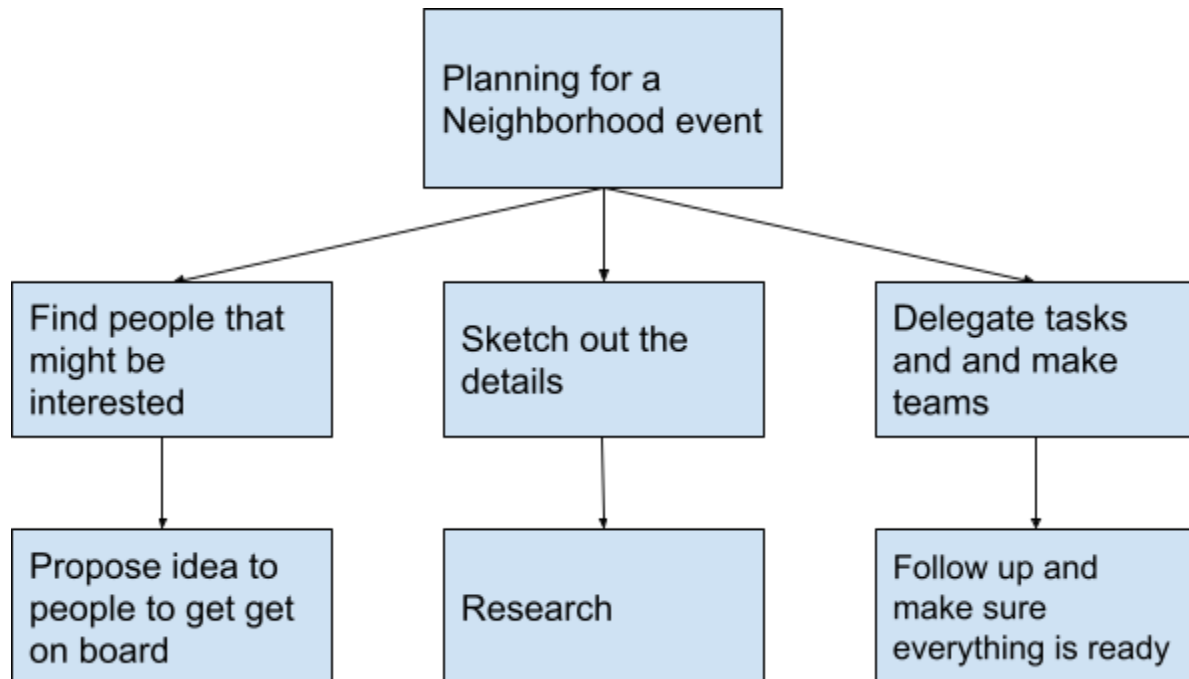 Planning for a
Neighborhood event
Find people that
might be
interested
Sketch out the
details
Delegate tasks
and and make
teams
Propose idea to
people to get get
on board
Research
Follow up and
make sure
everything is ready